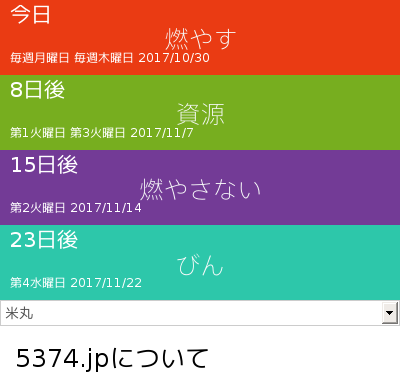 今日
燃やす
毎週月曜日 毎週木曜日 2017/10/30
8日後
資源
第1火曜日 第3火曜日 2017/11/7
15日後
燃やさない
第2火曜日 2017/11/14
23日後
びん
第4水曜日 2017/11/22
米丸
5374.jpについて